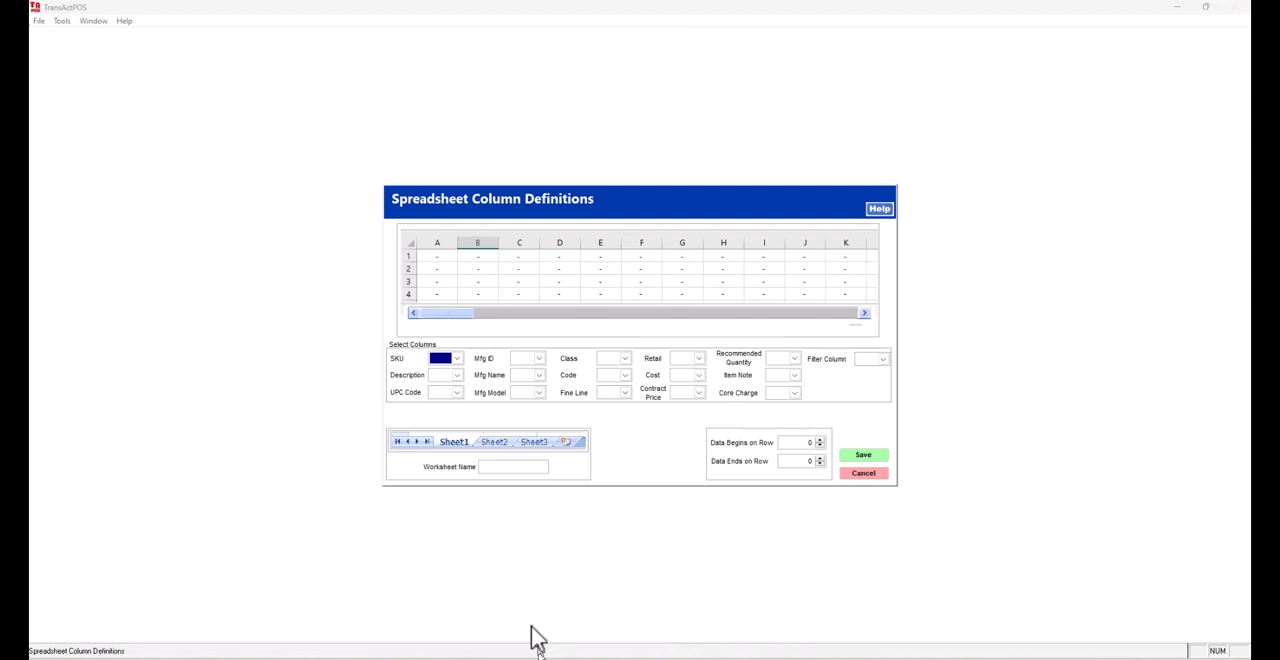 TransActPOS
File Tools Window Help
Spreadsheet Column Definitions
Help
A B C D E F G H I J K
1 - - - - - - - - - - -
2 - - - - - - - - - - -
3 - - - - - - - - - - -
4 - - - - - - - - - - -
Select Columns
SKU Mfg ID Class Retail Recommended Quantity Filter Column
Description Mfg Name Code Cost Item Note
UPC Code Mfg Model Fine Line Contract Price Core Charge
Sheet1 Sheet2 Sheet3
Worksheet Name
Data Begins on Row 0
Data Ends on Row 0
Save
Cancel
Spreadsheet Column Definitions NUM